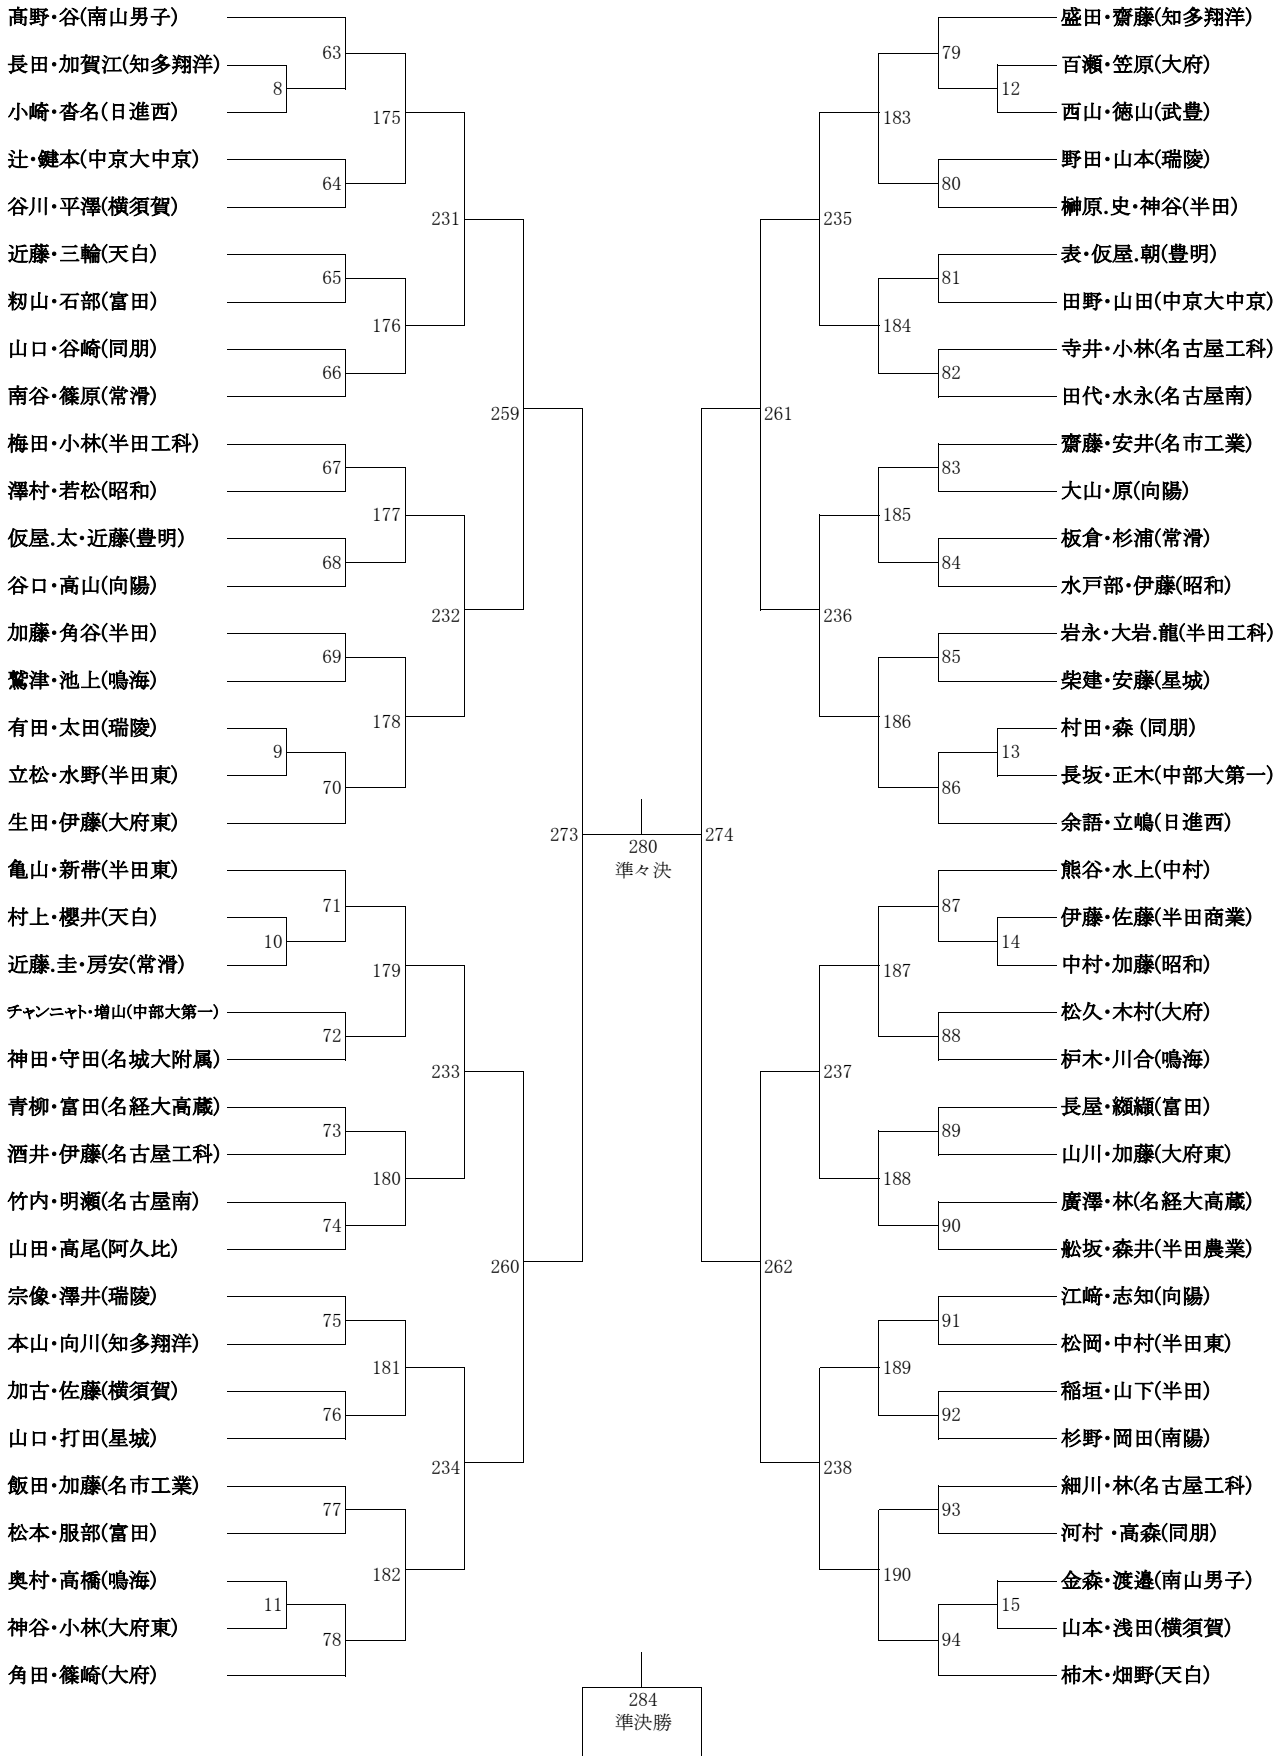 髙野・谷(南山男子)
長田・加賀江(知多翔洋)
小崎・沓名(日進西)
辻・鍵本(中京大中京)
谷川・平澤(横須賀)
近藤・三輪(天白)
籾山・石部(富田)
山口・谷崎(同朋)
南谷・篠原(常滑)
梅田・小林(半田工科)
澤村・若松(昭和)
仮屋.太・近藤(豊明)
谷口・高山(向陽)
加藤・角谷(半田)
鷲津・池上(鳴海)
有田・太田(瑞陵)
立松・水野(半田東)
生田・伊藤(大府東)
亀山・新帯(半田東)
村上・櫻井(天白)
近藤.圭・房安(常滑)
チャンニャト・増山(中部大第一)
神田・守田(名城大附属)
青柳・富田(名経大高蔵)
酒井・伊藤(名古屋工科)
竹内・明瀬(名古屋南)
山田・高尾(阿久比)
宗像・澤井(瑞陵)
本山・向川(知多翔洋)
加古・佐藤(横須賀)
山口・打田(星城)
飯田・加藤(名市工業)
松本・服部(富田)
奥村・高橋(鳴海)
神谷・小林(大府東)
角田・篠崎(大府)
8
9
10
11
63
64
65
66
67
68
69
70
71
72
73
74
75
76
77
78
175
176
177
178
179
180
181
182
231
232
233
234
259
260
273
280
準々決
284
準決勝
274
261
262
235
236
237
238
183
184
185
186
187
188
189
190
79
80
81
82
83
84
85
86
87
88
89
90
91
92
93
94
12
13
14
15
盛田・齋藤(知多翔洋)
百瀬・笠原(大府)
西山・徳山(武豊)
野田・山本(瑞陵)
榊原.史・神谷(半田)
表・仮屋.朝(豊明)
田野・山田(中京大中京)
寺井・小林(名古屋工科)
田代・水永(名古屋南)
齋藤・安井(名市工業)
大山・原(向陽)
板倉・杉浦(常滑)
水戸部・伊藤(昭和)
岩永・大岩.龍(半田工科)
柴建・安藤(星城)
村田・森 (同朋)
長坂・正木(中部大第一)
余語・立嶋(日進西)
熊谷・水上(中村)
伊藤・佐藤(半田商業)
中村・加藤(昭和)
松久・木村(大府)
枦木・川合(鳴海)
長屋・纐纈(富田)
山川・加藤(大府東)
廣澤・林(名経大高蔵)
舩坂・森井(半田農業)
江﨑・志知(向陽)
松岡・中村(半田東)
稲垣・山下(半田)
杉野・岡田(南陽)
細川・林(名古屋工科)
河村 ・高森(同朋)
金森・渡邉(南山男子)
山本・浅田(横須賀)
柿木・畑野(天白)